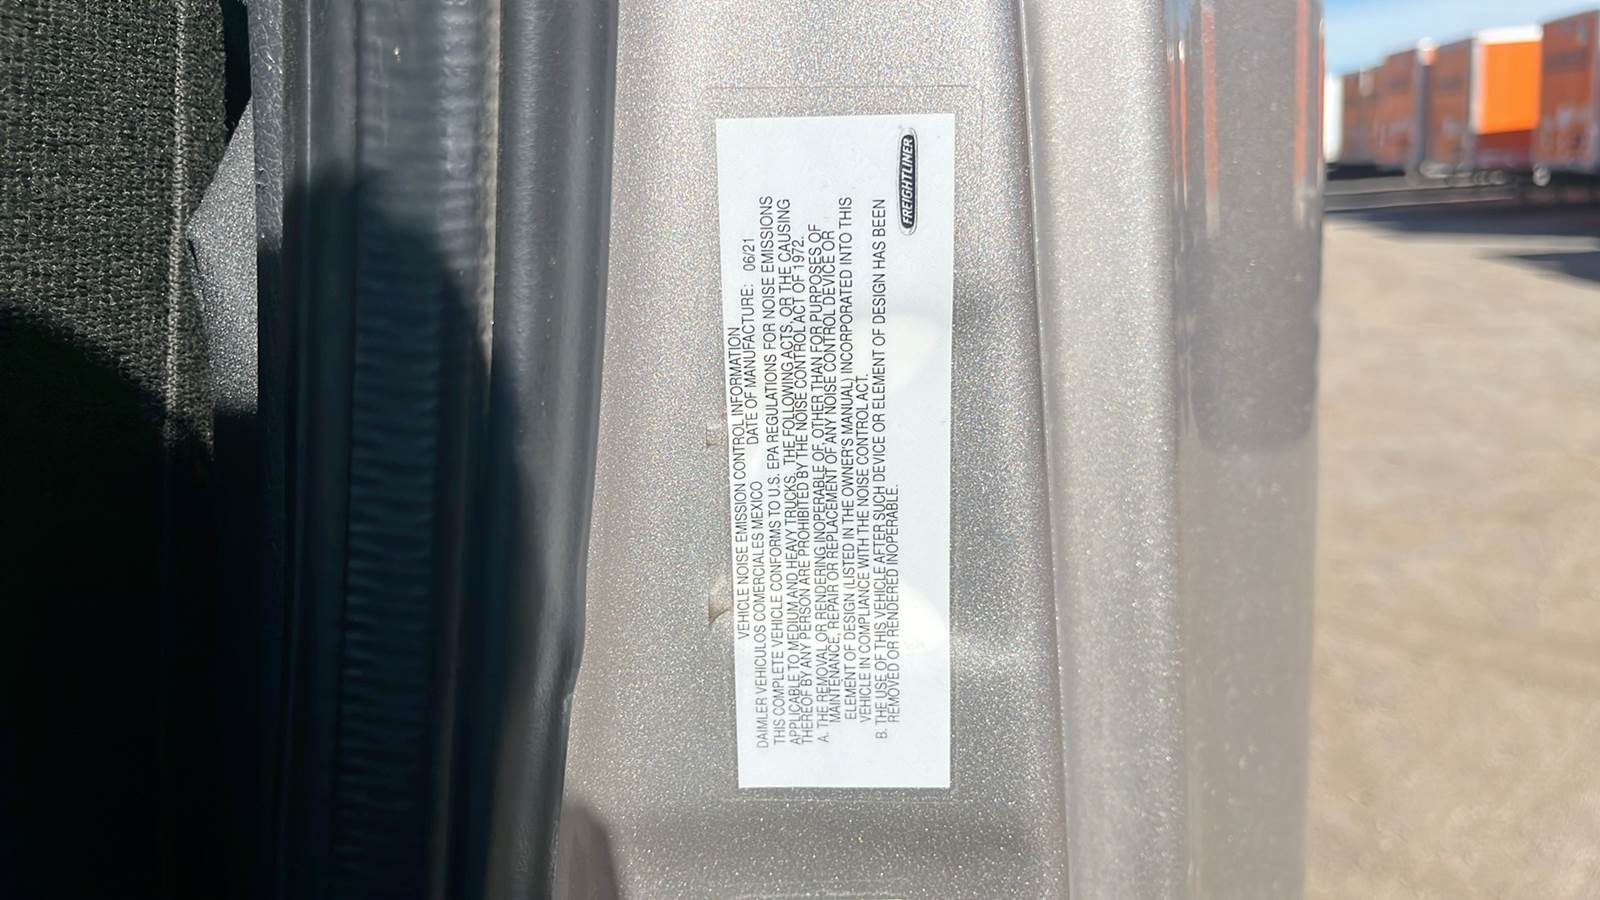 FREIGHTLINER
VEHICLE NOISE EMISSION CONTROL INFORMATION
DAIMLER VEHICULOS COMERCIALES MEXICO DATE OF MANUFACTURE: 06/21
THIS COMPLETE VEHICLE CONFORMS TO U.S. EPA REGULATIONS FOR NOISE EMISSIONS
APPLICABLE TO MEDIUM AND HEAVY TRUCKS. THE FOLLOWING ACTS, OR THE CAUSING
THEREOF BY ANY PERSON ARE PROHIBITED BY THE NOISE CONTROL ACT OF 1972.
A. THE REMOVAL OR RENDERING INOPERABLE OF, OTHER THAN FOR PURPOSES OF
MAINTENANCE, REPAIR OR REPLACEMENT OF ANY NOISE CONTROL DEVICE OR
ELEMENT OF DESIGN (LISTED IN THE OWNER'S MANUAL) INCORPORATED INTO THIS
VEHICLE IN COMPLIANCE WITH THE NOISE CONTROL ACT.
B. THE USE OF THIS VEHICLE AFTER SUCH DEVICE OR ELEMENT OF DESIGN HAS BEEN
REMOVED OR RENDERED INOPERABLE.